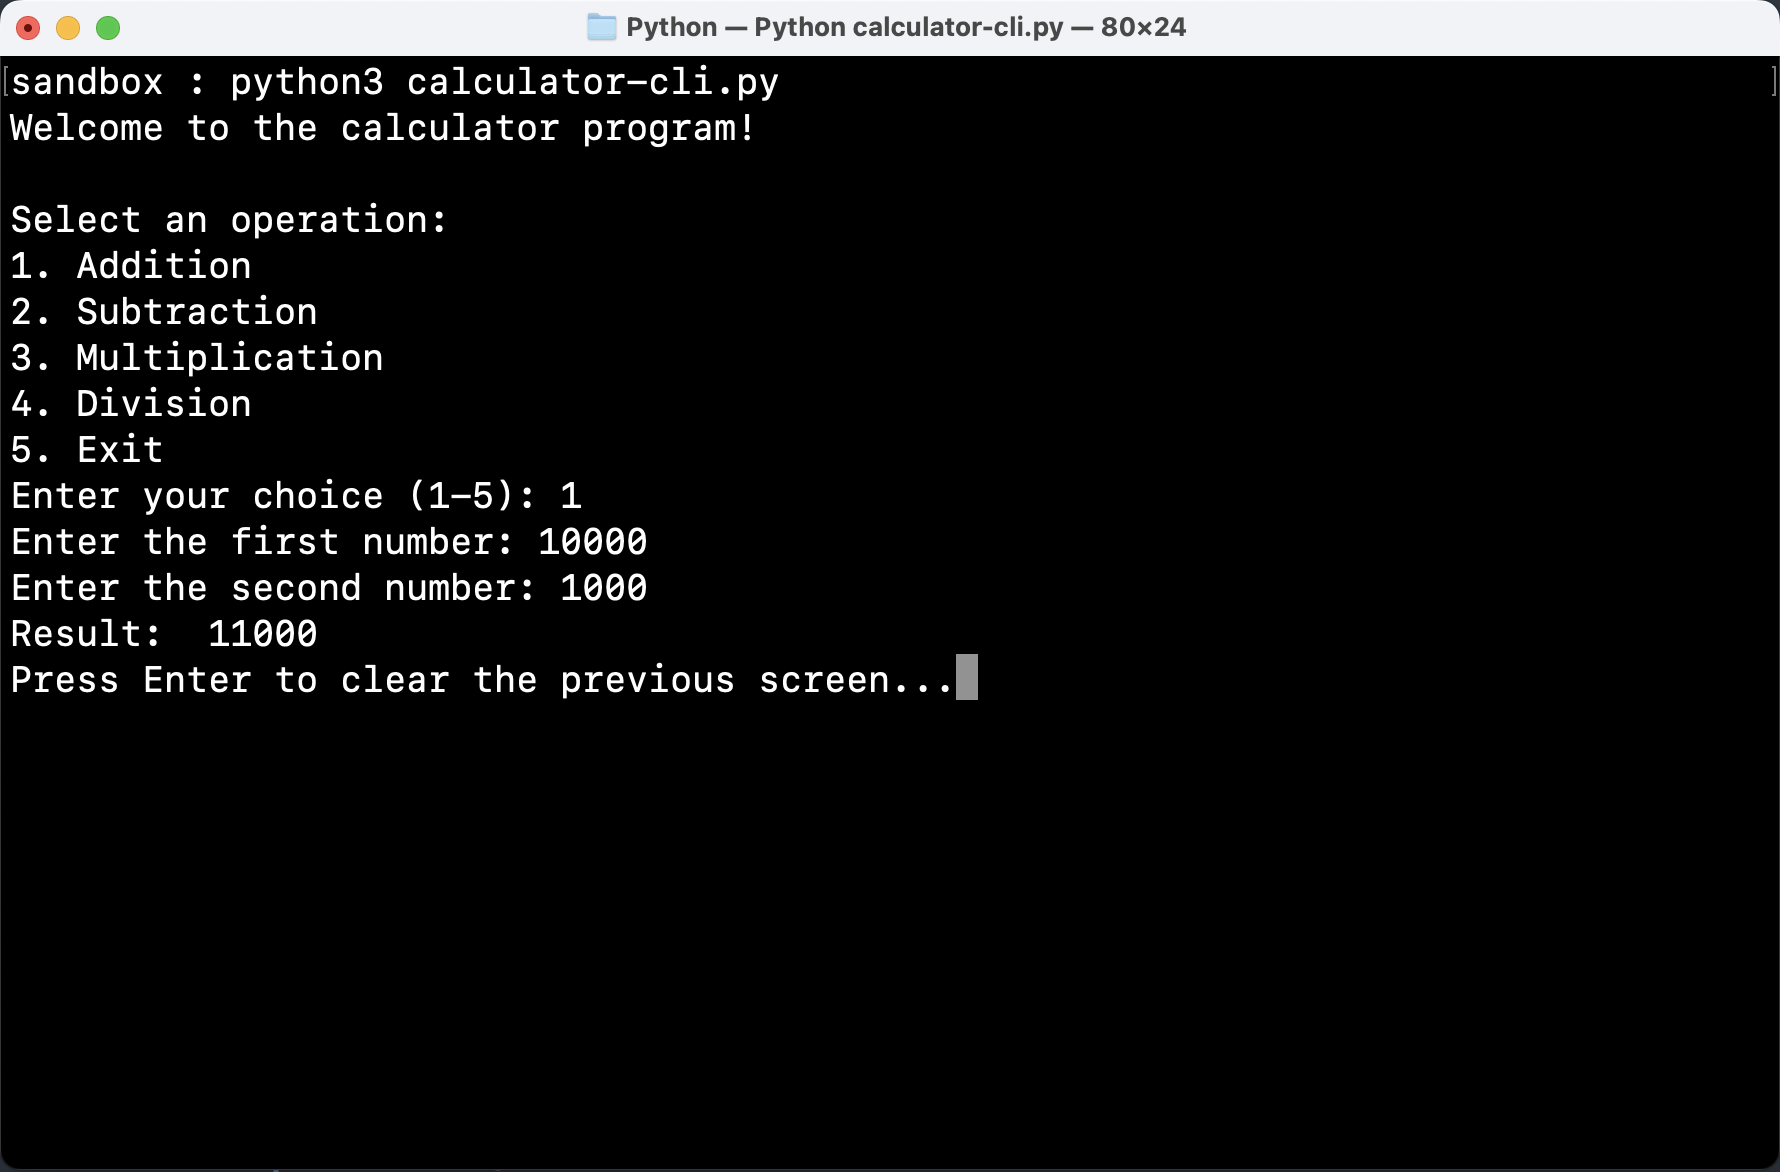 Python — Python calculator-cli.py — 80×24
[sandbox : python3 calculator-cli.py ]
Welcome to the calculator program!
Select an operation:
1. Addition
2. Subtraction
3. Multiplication
4. Division
5. Exit
Enter your choice (1-5): 1
Enter the first number: 10000
Enter the second number: 1000
Result:  11000
Press Enter to clear the previous screen...